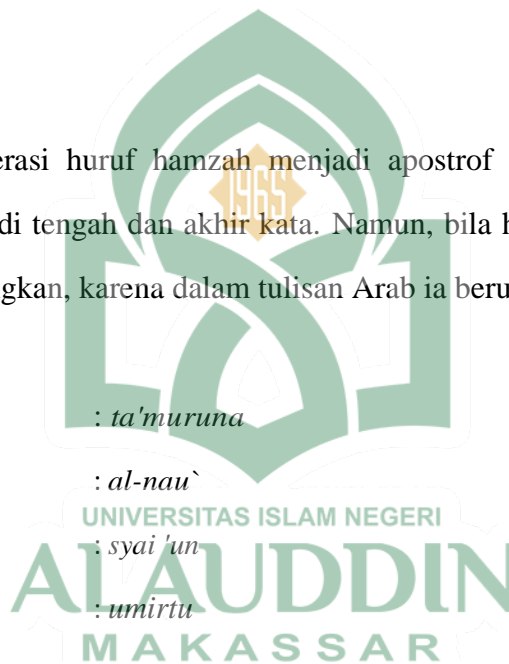 1965
erasi huruf hamzah menjadi apostrof
di tengah dan akhir kata. Namun, bila h
gkan, karena dalam tulisan Arab ia beru
: ta'muruna
: al-nau`
UNIVERSITAS ISLAM NEGERI
: syai 'un
ALAUDDIN
: umirtu
MAKASSAR